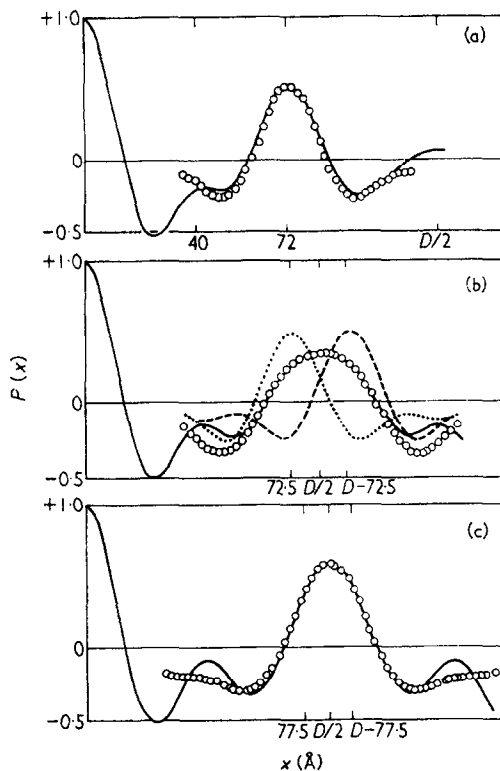 +1·0
(a)
0
-0·5
40 72 D/2
+1·0
(b)
P(x)
0
-0·5
72·5 D/2 D-72·5
+1·0
(c)
0
-0·5
77·5 D/2 D-77·5
x (Å)